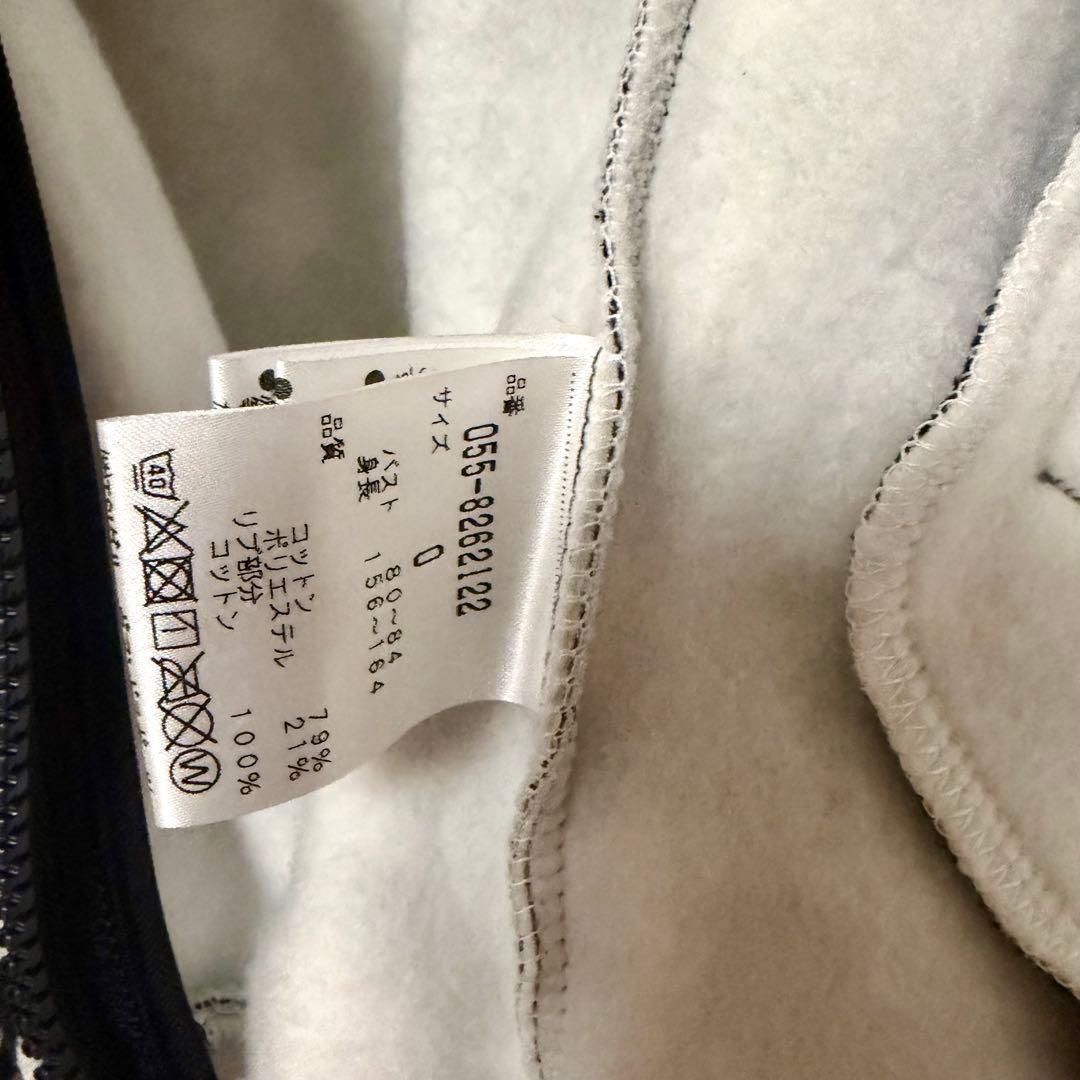 品番
055-8262122
サイズ
0
バスト 80~84
身長 156~164
品質
コットン 79%
ポリエステル 21%
リブ部分
コットン 100%
40
W